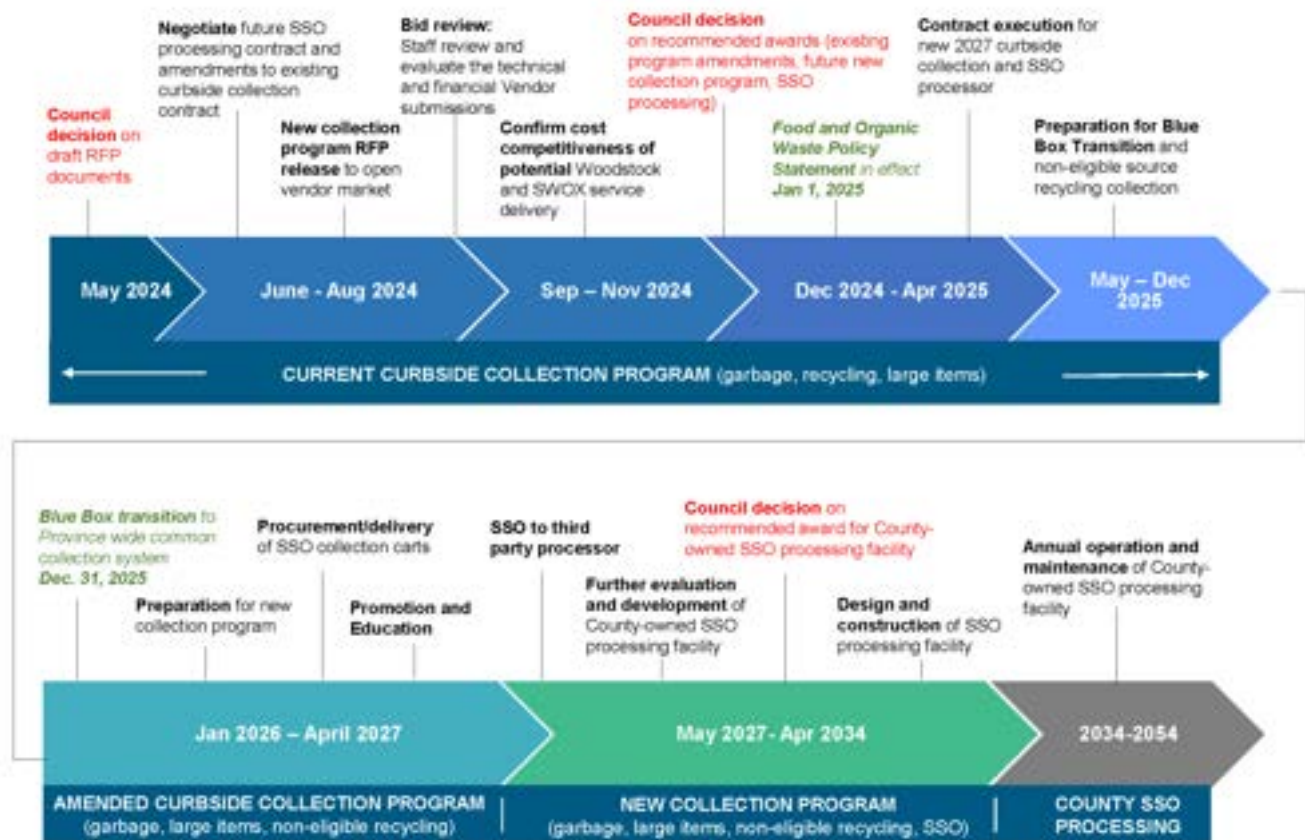 Council
decision on
draft RFP
documents
Negotiate future SSO
processing contract and
amendments to existing
curbside collection
contract
New collection
program RFP
release to open
vendor market
Bid review:
Staff review and
evaluate the technical
and financial Vendor
submissions
Confirm cost
competitiveness of
potential Woodstock
and SWOX service
delivery
Council decision
on recommended awards (existing
program amendments, future new
collection program, SSO
processing)
Food and Organic
Waste Policy
Statement in effect
Jan 1, 2025
Contract execution for
new 2027 curbside
collection and SSO
processor
Preparation for Blue
Box Transition and
non-eligible source
recycling collection
May 2024
June - Aug 2024
Sep – Nov 2024
Dec 2024 - Apr 2025
May – Dec
2025
CURRENT CURBSIDE COLLECTION PROGRAM (garbage, recycling, large items)
Blue Box transition to
Province wide common
collection system
Dec. 31, 2025
Preparation for new
collection program
Procurement/delivery
of SSO collection carts
Promotion and
Education
SSO to third
party processor
Further evaluation
and development of
County-owned SSO
processing facility
Council decision on
recommended award for County-
owned SSO processing facility
Design and
construction of SSO
processing facility
Annual operation and
maintenance of County-
owned SSO processing
facility
Jan 2026 – April 2027
May 2027- Apr 2034
2034-2054
AMENDED CURBSIDE COLLECTION PROGRAM
(garbage, large items, non-eligible recycling)
NEW COLLECTION PROGRAM
(garbage, large items, non-eligible recycling, SSO)
COUNTY SSO
PROCESSING